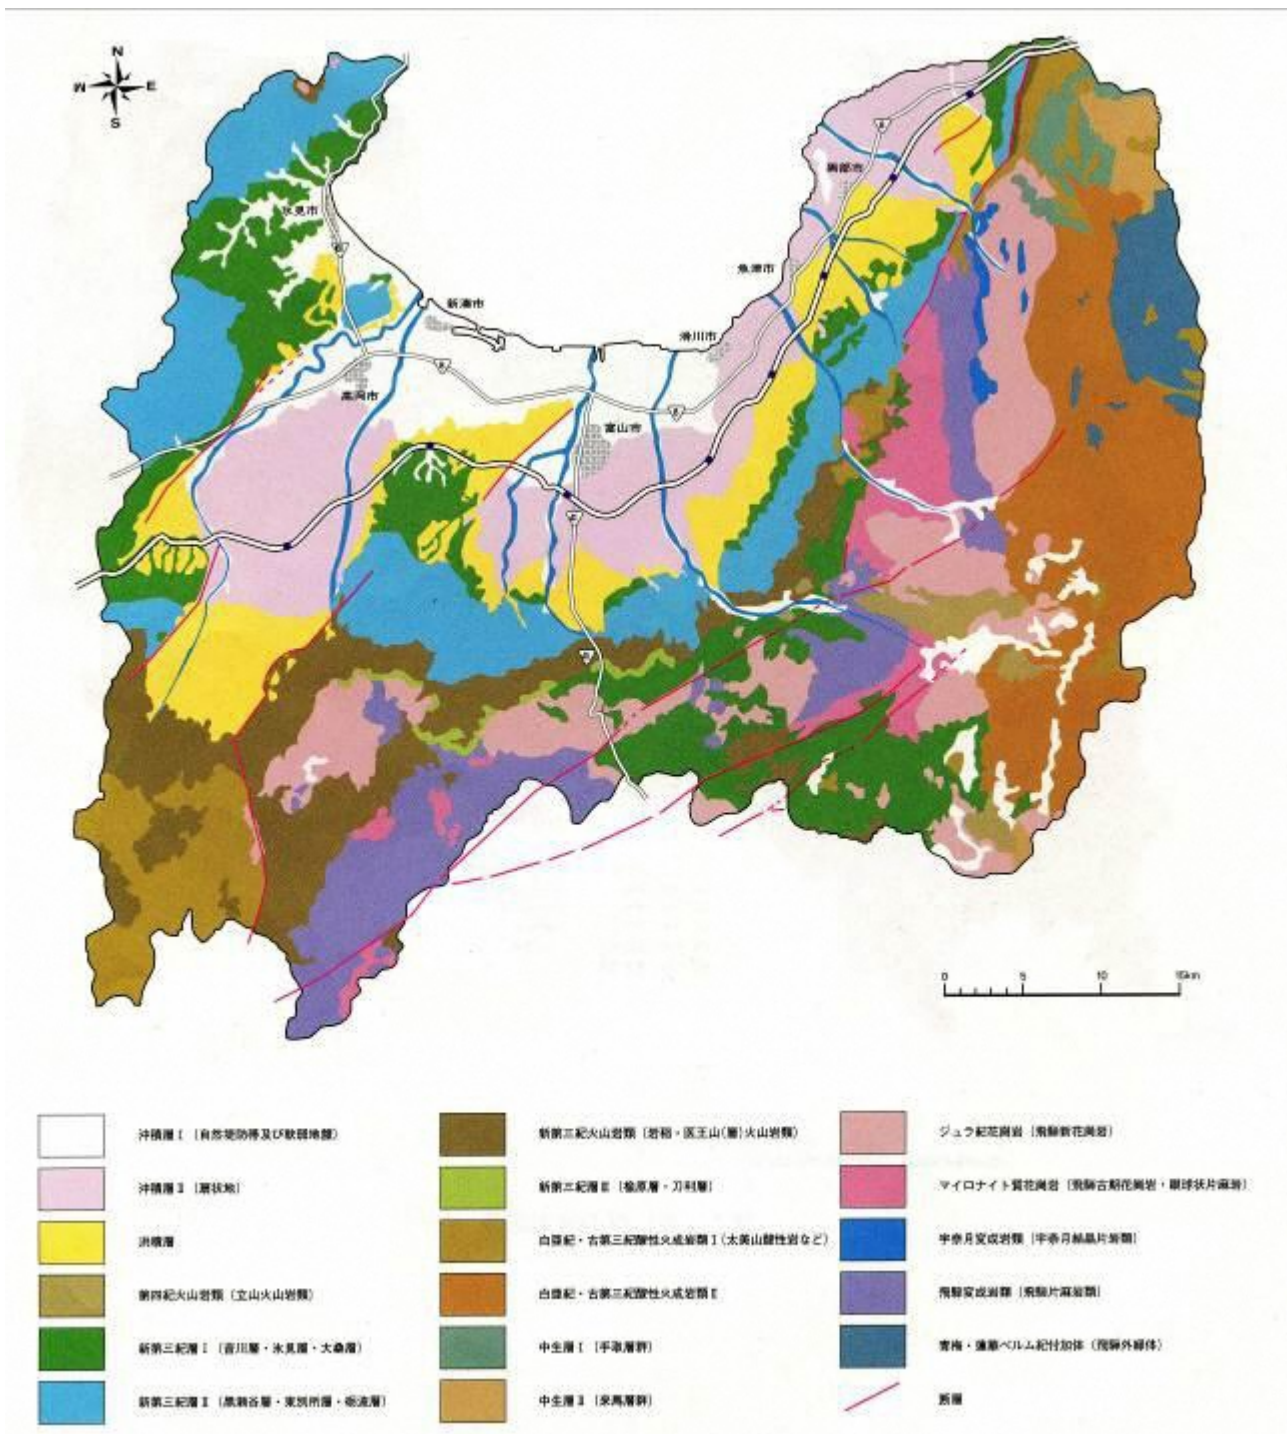 N
W E
S
氷見市
新湊市
高岡市
富山市
滑川市
魚津市
黒部市
8
8
8
8
0 5 10 15km
沖積層Ⅰ (自然堤防帯及び軟弱地盤)
沖積層Ⅱ (扇状地)
洪積層
第四紀火山岩類 (立山火山岩類)
新第三紀層Ⅰ (音川層・氷見層・大桑層)
新第三紀層Ⅱ (黒瀬谷層・東別所層・栃波層)
新第三紀火山岩類 (岩稲・医王山(層)火山岩類)
新第三紀層Ⅲ (楡原層・刀利層)
白亜紀・古第三紀酸性火成岩類Ⅰ (太美山酸性岩など)
白亜紀・古第三紀酸性火成岩類Ⅱ
中生層Ⅰ (手取層群)
中生層Ⅱ (来馬層群)
ジュラ紀花崗岩 (飛騨新花崗岩)
マイロナイト質花崗岩 (飛騨古期花崗岩・眼球状片麻岩)
宇奈月変成岩類 (宇奈月結晶片岩類)
飛騨変成岩類 (飛騨片麻岩類)
青梅・蓮華ペルム紀付加体 (飛騨外縁体)
断層